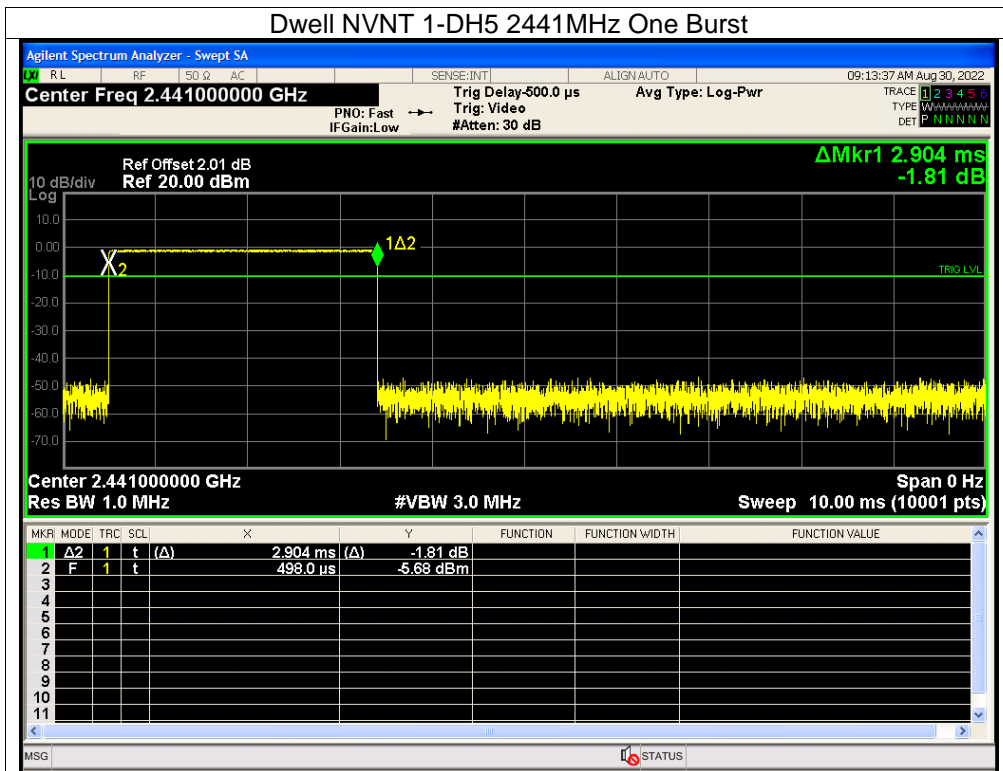 Dwell NVNT 1-DH5 2441MHz One Burst
Agilent Spectrum Analyzer - Swept SA
LXI RL RF 50 Ω AC SENSE:INT ALIGN AUTO 09:13:37 AM Aug 30, 2022
Center Freq 2.441000000 GHz Trig Delay-500.0 µs Avg Type: Log-Pwr TRACE 1 2 3 4 5 6
PNO: Fast Trig: Video TYPE WWWWWW
IFGain:Low #Atten: 30 dB DET P N N N N N
ΔMkr1 2.904 ms
-1.81 dB
Ref Offset 2.01 dB
10 dB/div Ref 20.00 dBm
Log
10.0
0.00
1Δ2
2
-10.0
TRIG LVL
-20.0
-30.0
-40.0
-50.0
-60.0
-70.0
Center 2.441000000 GHz Span 0 Hz
Res BW 1.0 MHz #VBW 3.0 MHz Sweep 10.00 ms (10001 pts)
MKR MODE TRC SCL X Y FUNCTION FUNCTION WIDTH FUNCTION VALUE
1 Δ2 1 t (Δ) 2.904 ms (Δ) -1.81 dB
2 F 1 t 498.0 µs -5.68 dBm
3
4
5
6
7
8
9
10
11
MSG STATUS